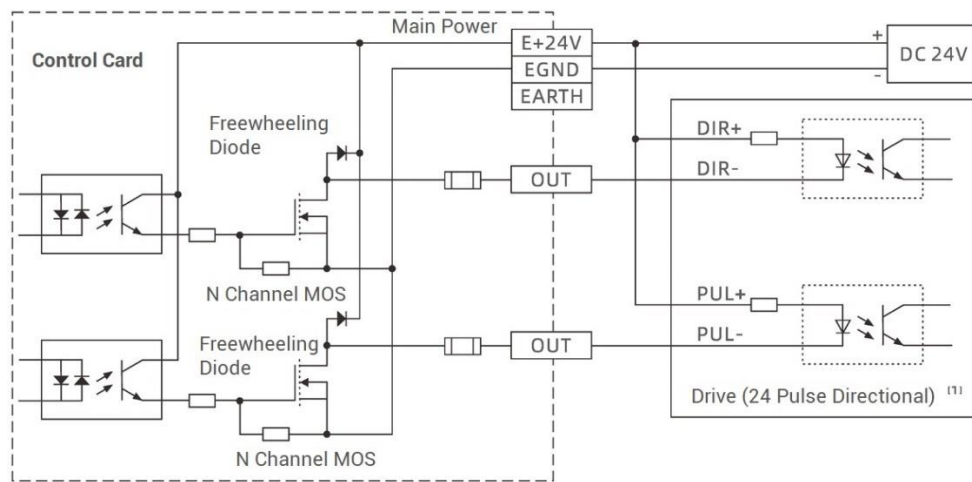 Main Power
E+24V
+
DC 24V
Control Card
EGND
-
EARTH
Freewheeling
Diode
DIR+
OUT
DIR-
N Channel MOS
PUL+
Freewheeling
Diode
OUT
PUL-
Drive (24 Pulse Directional) [1]
N Channel MOS